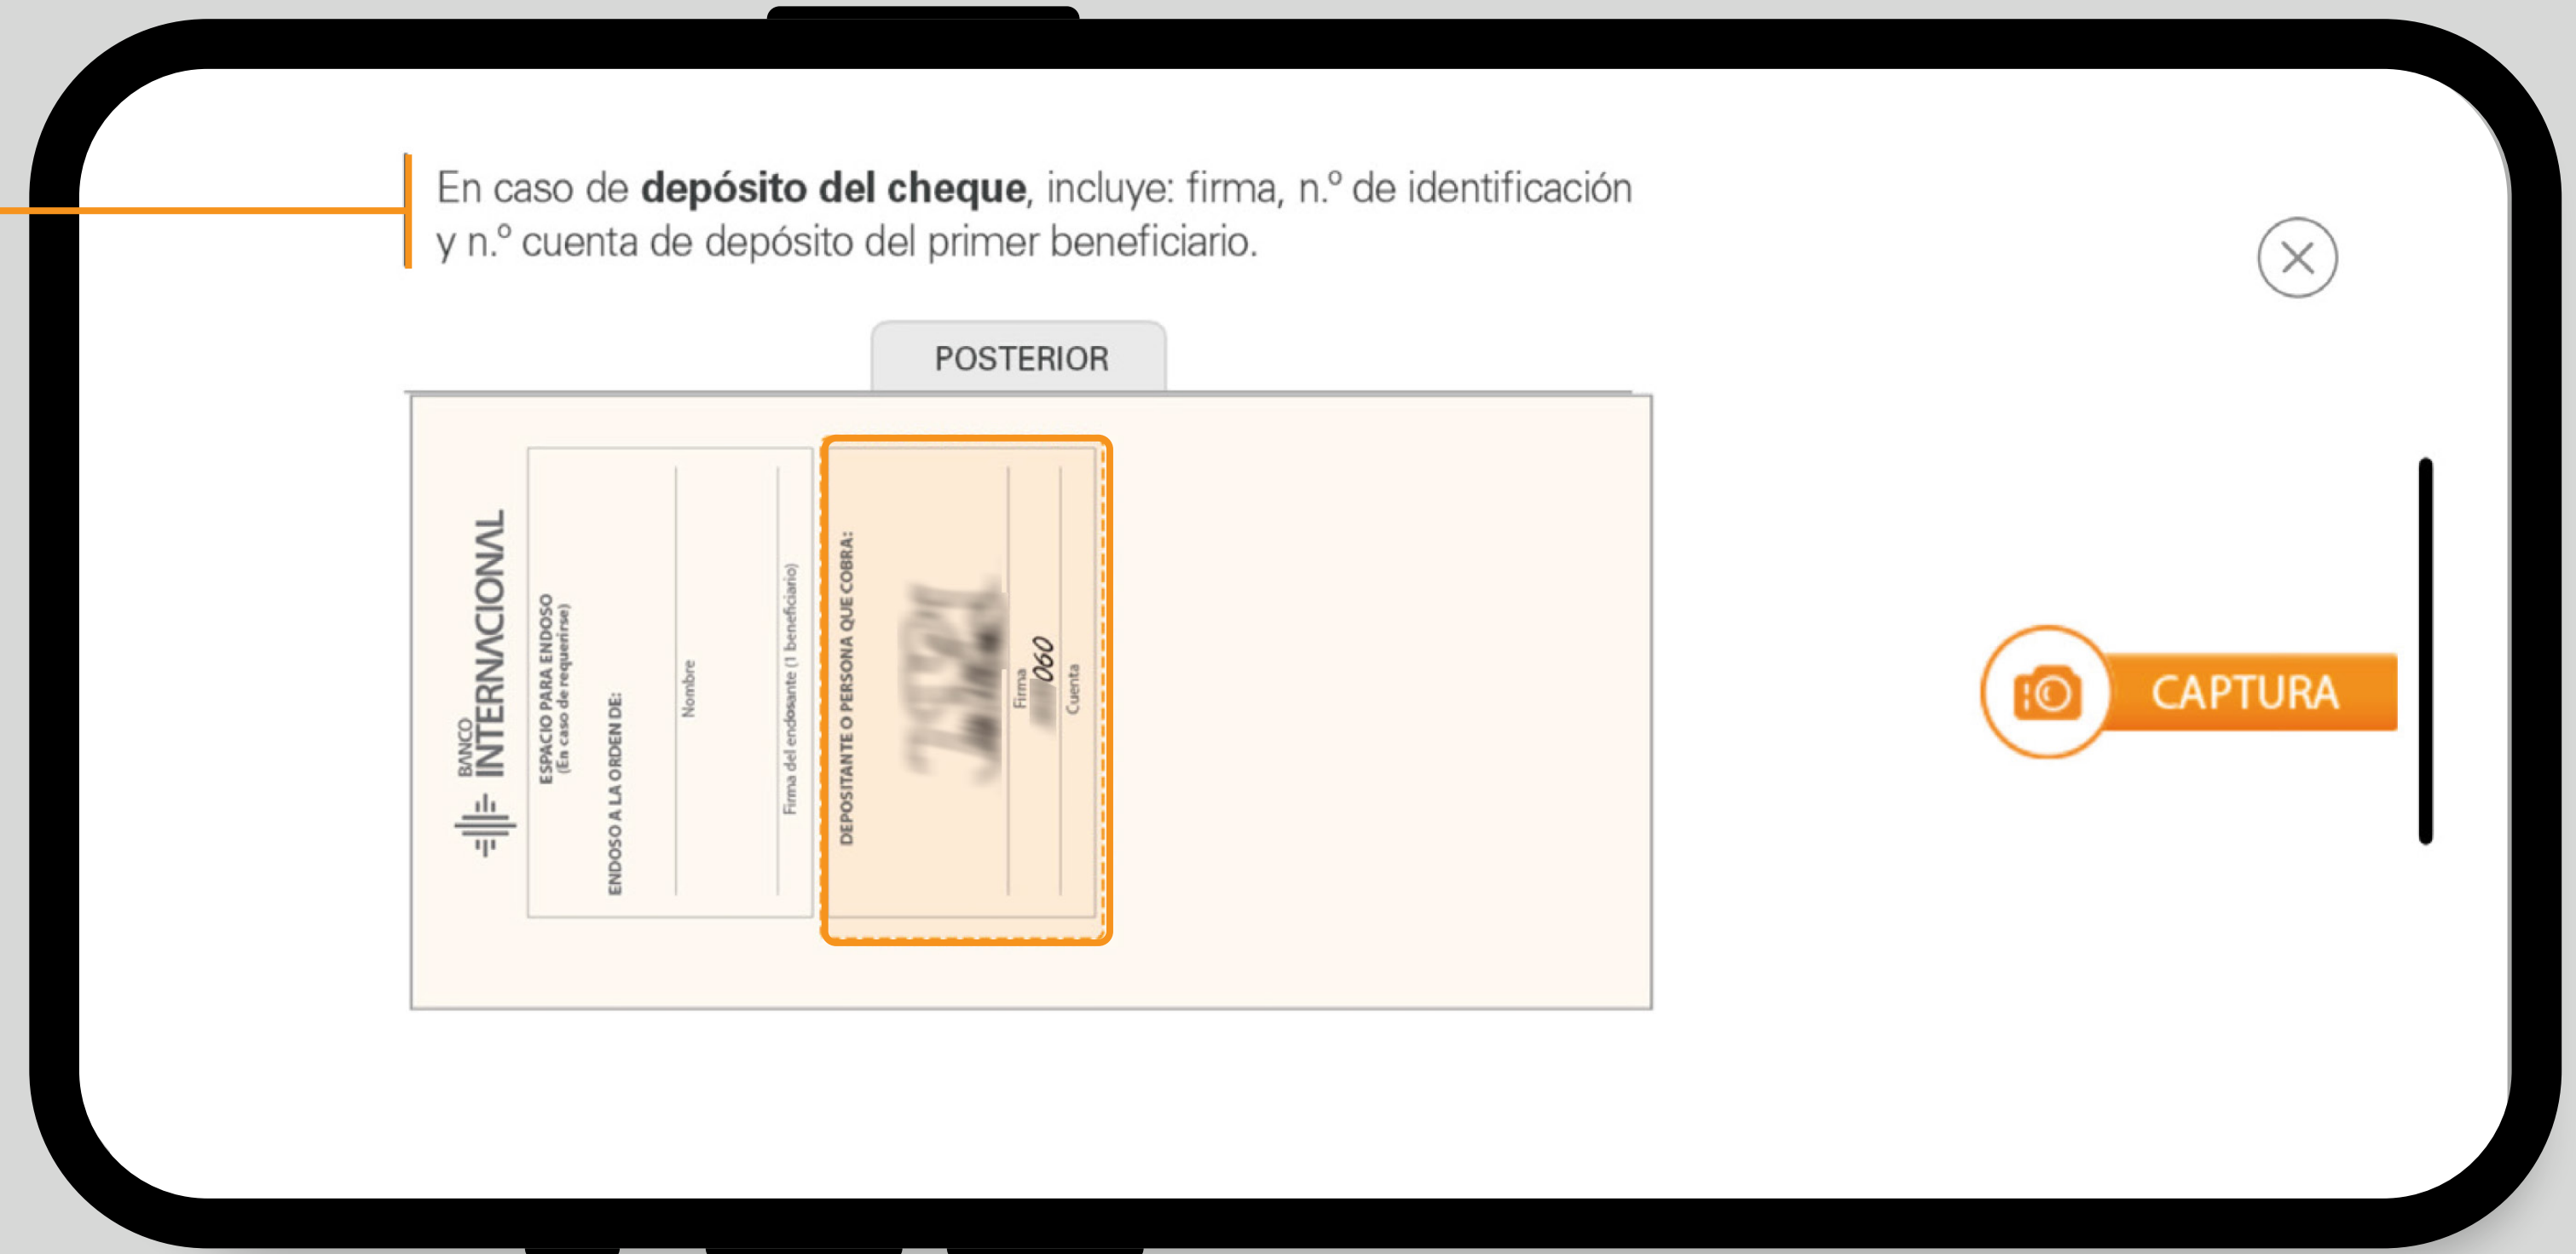 En caso de depósito del cheque, incluye: firma, n.º de identificación
y n.º cuenta de depósito del primer beneficiario.
POSTERIOR
BANCO
INTERNACIONAL
ESPACIO PARA ENDOSO
(En caso de requerirse)
ENDOSO A LA ORDEN DE:
Nombre
Firma del endosante (1 beneficiario)
DEPOSITANTE O PERSONA QUE COBRA:
Firma
060
Cuenta
CAPTURA